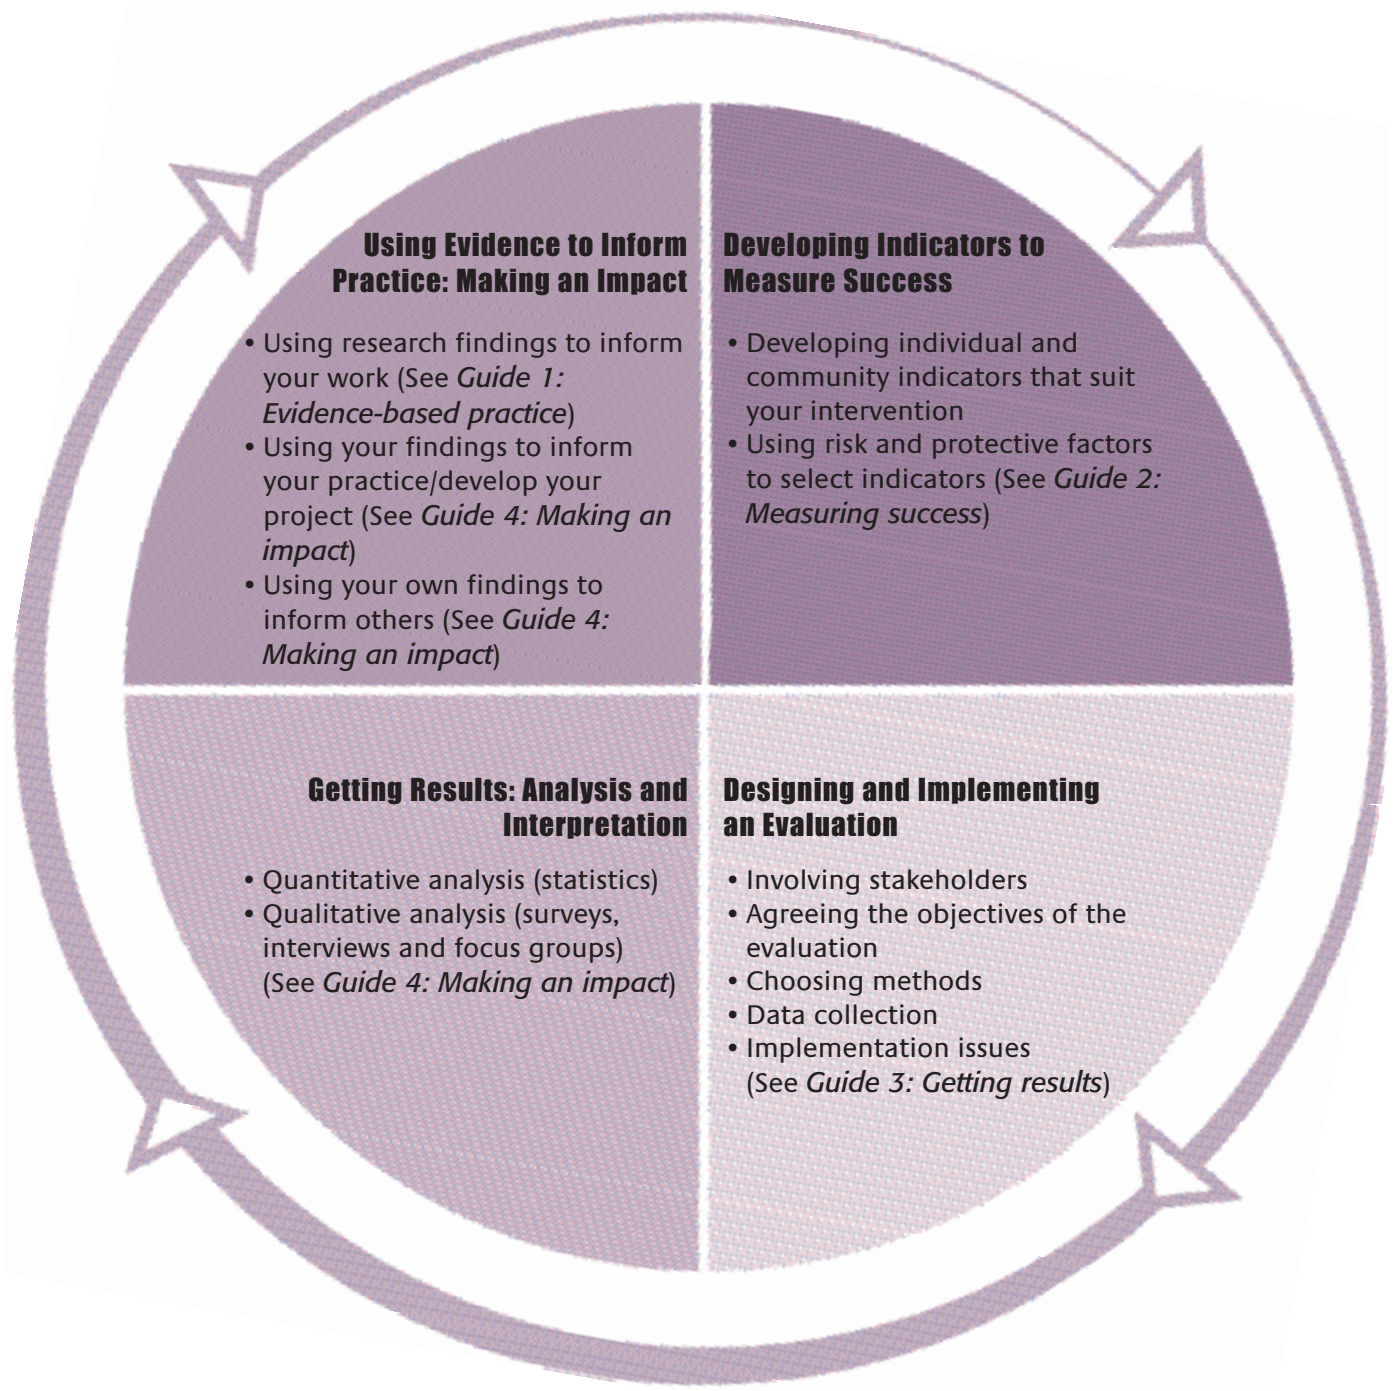 Using Evidence to Inform
Practice: Making an Impact
• Using research findings to inform
your work (See Guide 1:
Evidence-based practice)
• Using your findings to inform
your practice/develop your
project (See Guide 4: Making an
impact)
• Using your own findings to
inform others (See Guide 4:
Making an impact)
Developing Indicators to
Measure Success
• Developing individual and
community indicators that suit
your intervention
• Using risk and protective factors
to select indicators (See Guide 2:
Measuring success)
Getting Results: Analysis and
Interpretation
• Quantitative analysis (statistics)
• Qualitative analysis (surveys,
interviews and focus groups)
(See Guide 4: Making an impact)
Designing and Implementing
an Evaluation
• Involving stakeholders
• Agreeing the objectives of the
evaluation
• Choosing methods
• Data collection
• Implementation issues
(See Guide 3: Getting results)